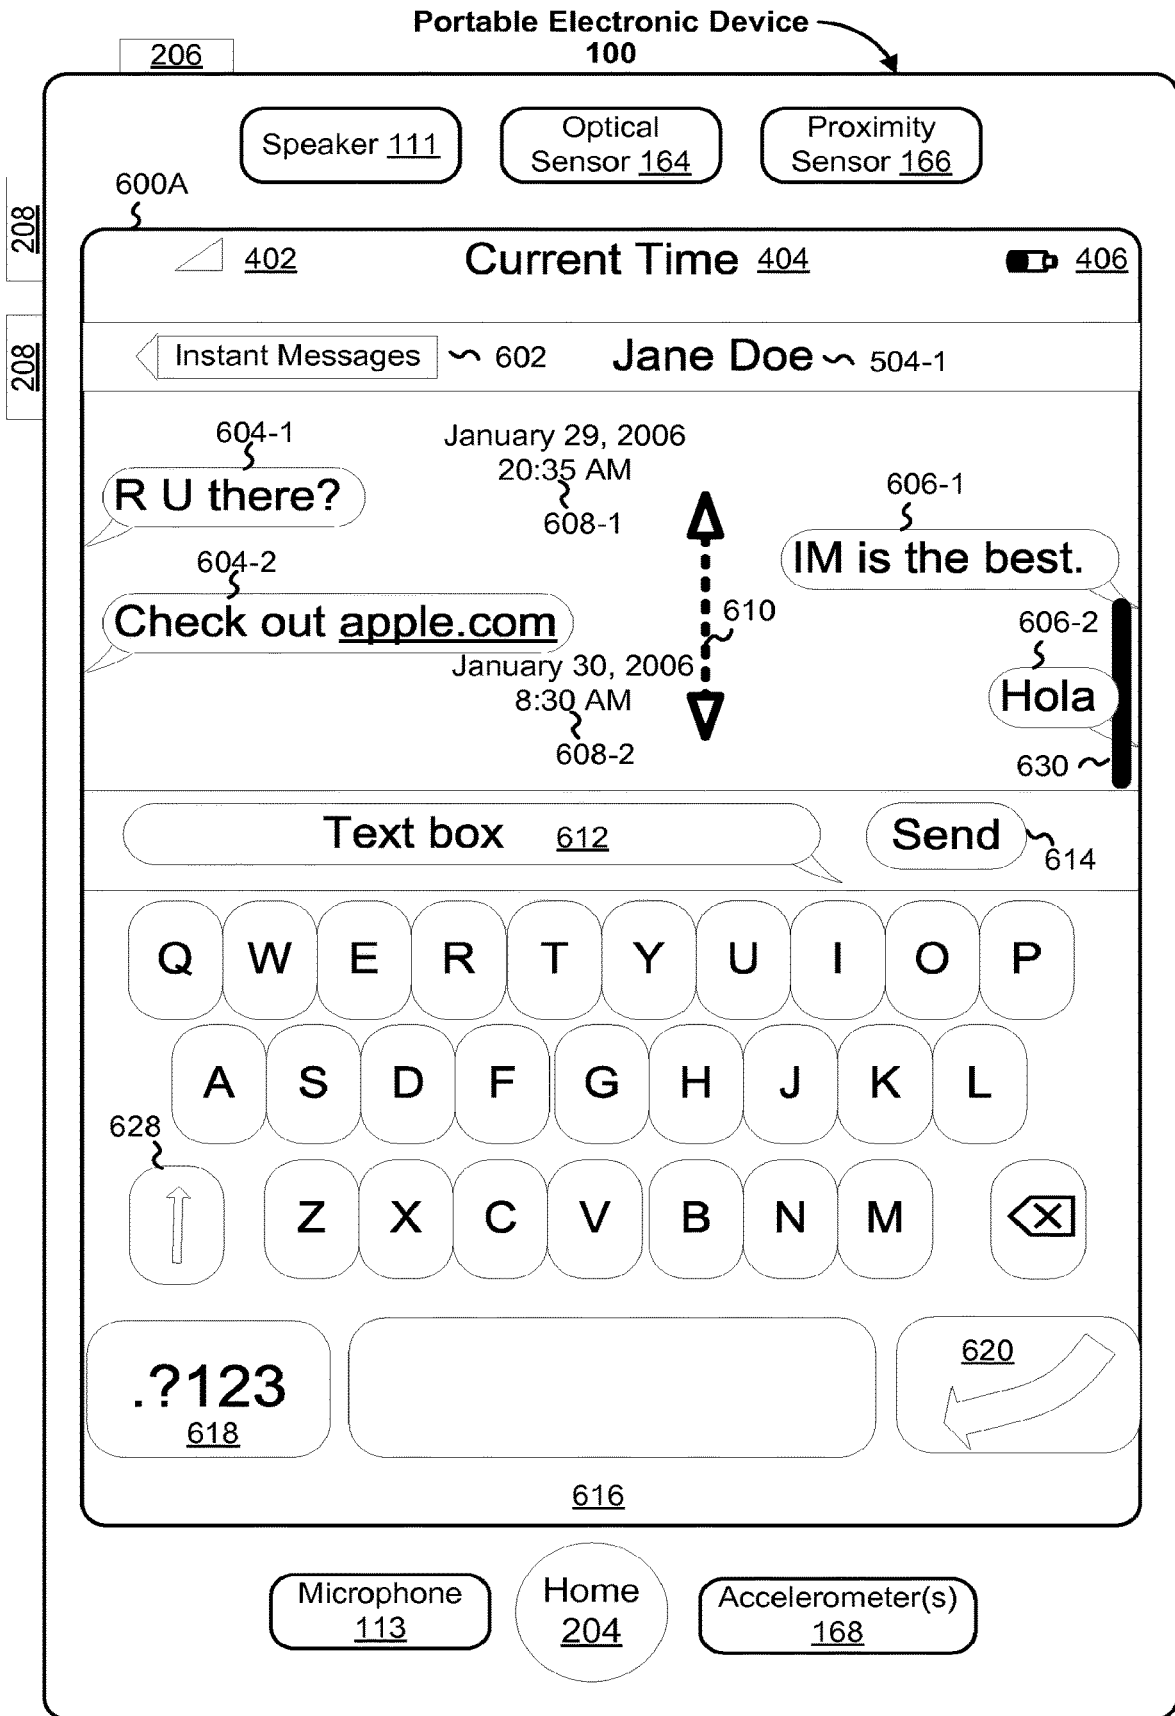 Portable Electronic Device
100
206
Speaker 111
Optical
Sensor 164
Proximity
Sensor 166
600A
208
402
Current Time 404
406
208
Instant Messages
602
Jane Doe
504-1
604-1
January 29, 2006
20:35 AM
R U there?
606-1
608-1
IM is the best.
604-2
Check out apple.com
610
606-2
January 30, 2006
8:30 AM
Hola
608-2
630
Text box 612
Send
614
Q W E R T Y U I O P
A S D F G H J K L
628
Z X C V B N M
.?123
618
620
616
Microphone
113
Home
204
Accelerometer(s)
168